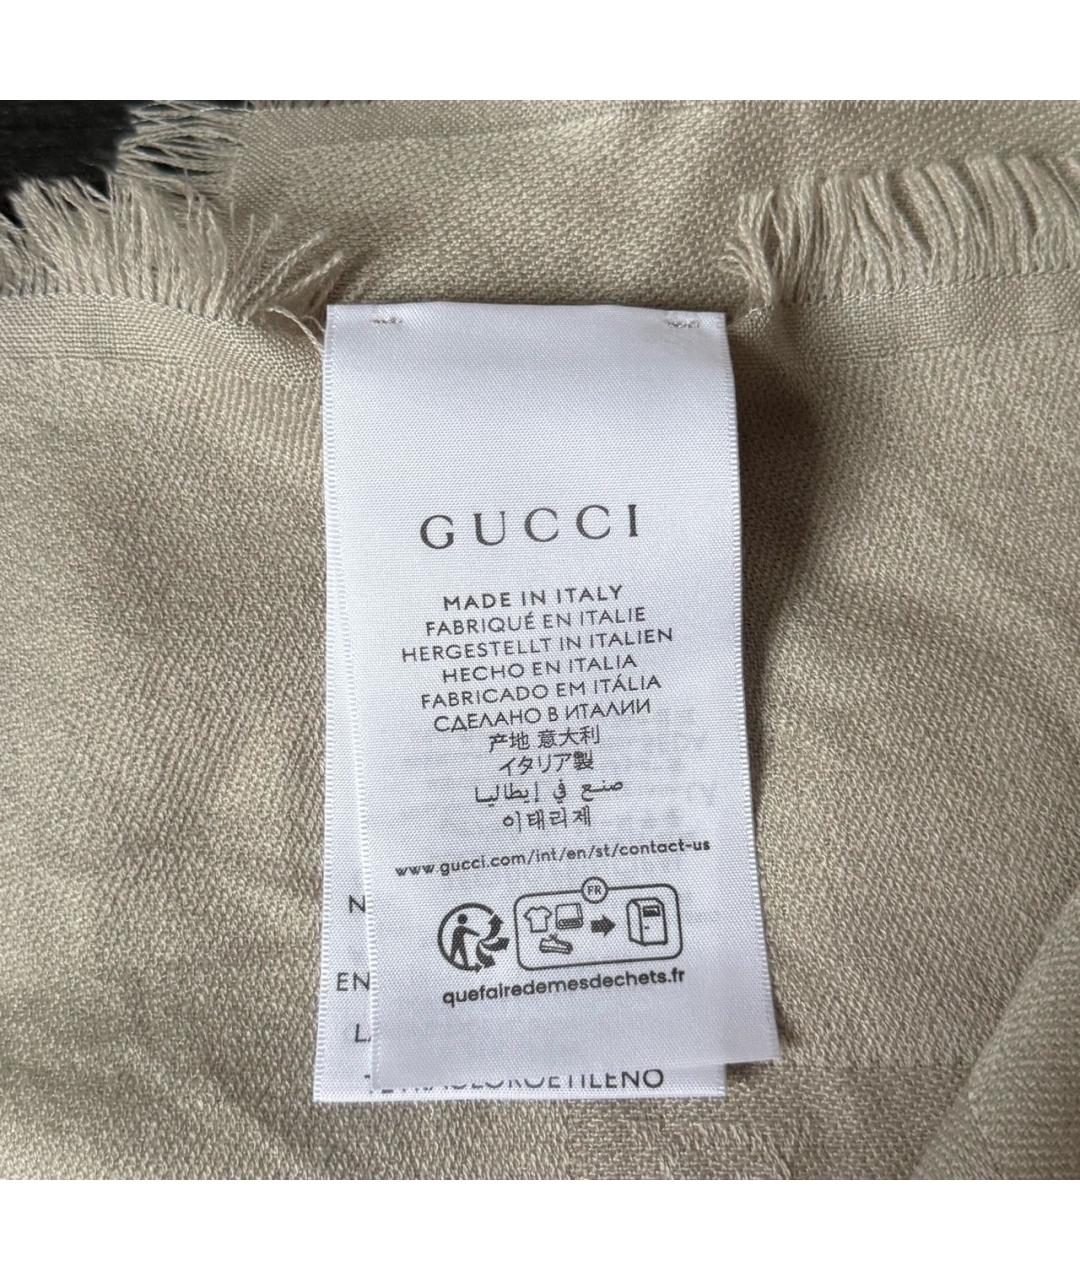 GUCCI
MADE IN ITALY
FABRIQUÉ EN ITALIE
HERGESTELLT IN ITALIEN
HECHO EN ITALIA
FABRICADO EM ITÁLIA
СДЕЛАНО В ИТАЛИИ
产地 意大利
イタリア製
صنع في إيطاليا
이태리제
www.gucci.com/int/en/st/contact-us
FR
quefairedemesdechets.fr
N
EN